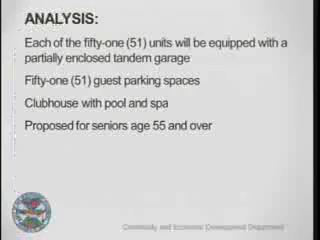 ANALYSIS:
Each of the fifty-one (51) units will be equipped with a
partially enclosed tandem garage
Fifty-one (51) guest parking spaces
Clubhouse with pool and spa
Proposed for seniors age 55 and over
Community and Economic Development Department